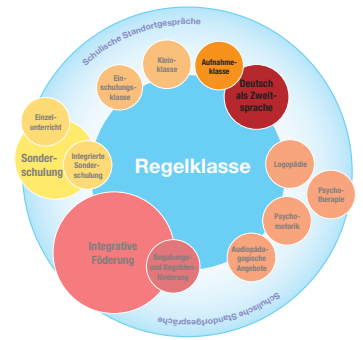 Schulische Standortgespräche
Klein-
klasse
Aufnahme-
klasse
Ein-
schulungs-
klasse
Deutsch
als Zweit-
sprache
Einzel-
unterricht
Sonder-
schulung
Integrierte
Sonder-
schulung
Regelklasse
Logopädie
Psycho-
therapie
Psycho-
motorik
Audiopäda-
gogische
Angebote
Integrative
Föderung
Begabungs-
und Begabten-
förderung
Schulische Standortgespräche